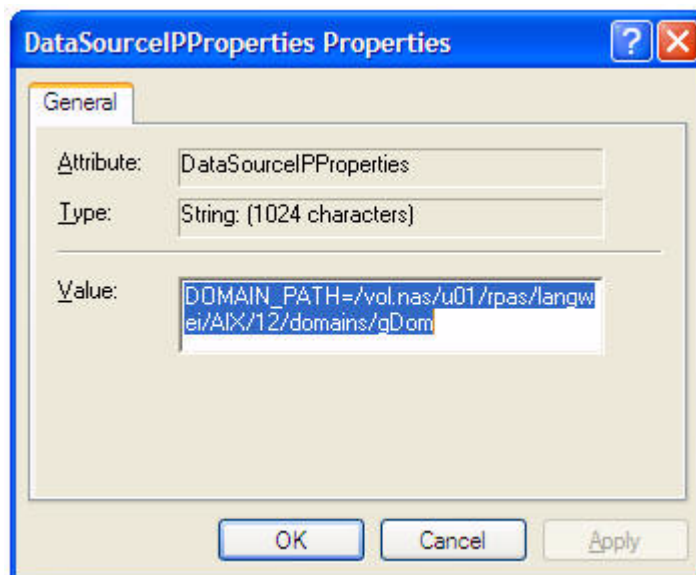 DataSourceIPProperties Properties
General
Attribute: DataSourceIPProperties
Type: String: (1024 characters)
Value: DOMAIN_PATH=/vol.nas/u01/rpas/langw
ei/AIX/12/domains/gDom
OK Cancel Apply